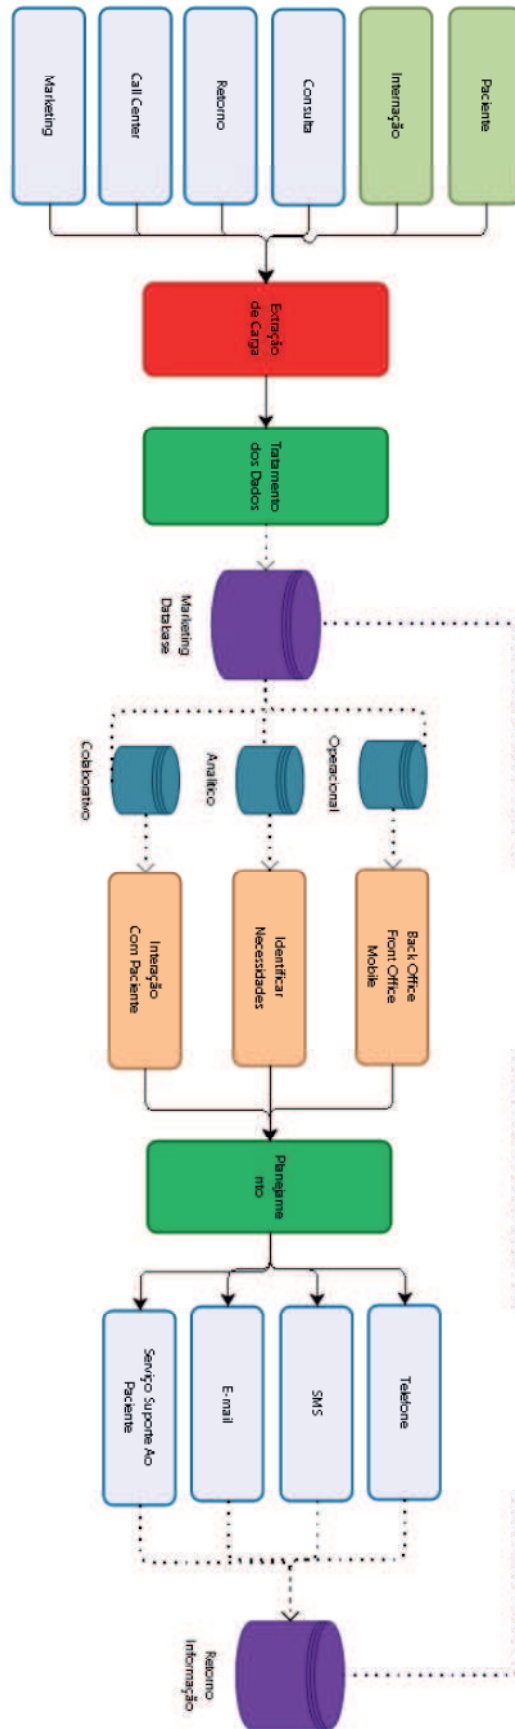 Paciente
Internação
Consulta
Retorno
Call Center
Marketing
Extração
de Carga
Tratamento
dos Dados
Marketing
Database
Operacional
Analítico
Colaborativo
Back Office
Front Office
Mobile
Identificar
Necessidades
Interação
Com Paciente
Planejame
nto
Telefone
SMS
E-mail
Serviço Suporte Ao
Paciente
Retorno
Informação